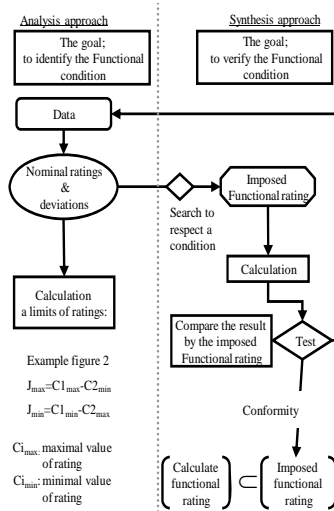 Analysis approach
Synthesis approach
The goal;
to identify the Functional
condition
The goal;
to verify the Functional
condition
Data
Nominal ratings
&
deviations
Imposed
Functional rating
Search to
respect a
condition
Calculation
Calculation
a limits of ratings:
Compare the result
by the imposed
Functional rating
Test
Example figure 2
Jmax=C1max-C2min
Jmin=C1min-C2max
Conformity
Cimax: maximal value
of rating
Cimin: minimal value
of rating
Calculate
functional
rating
⊂
Imposed
functional
rating